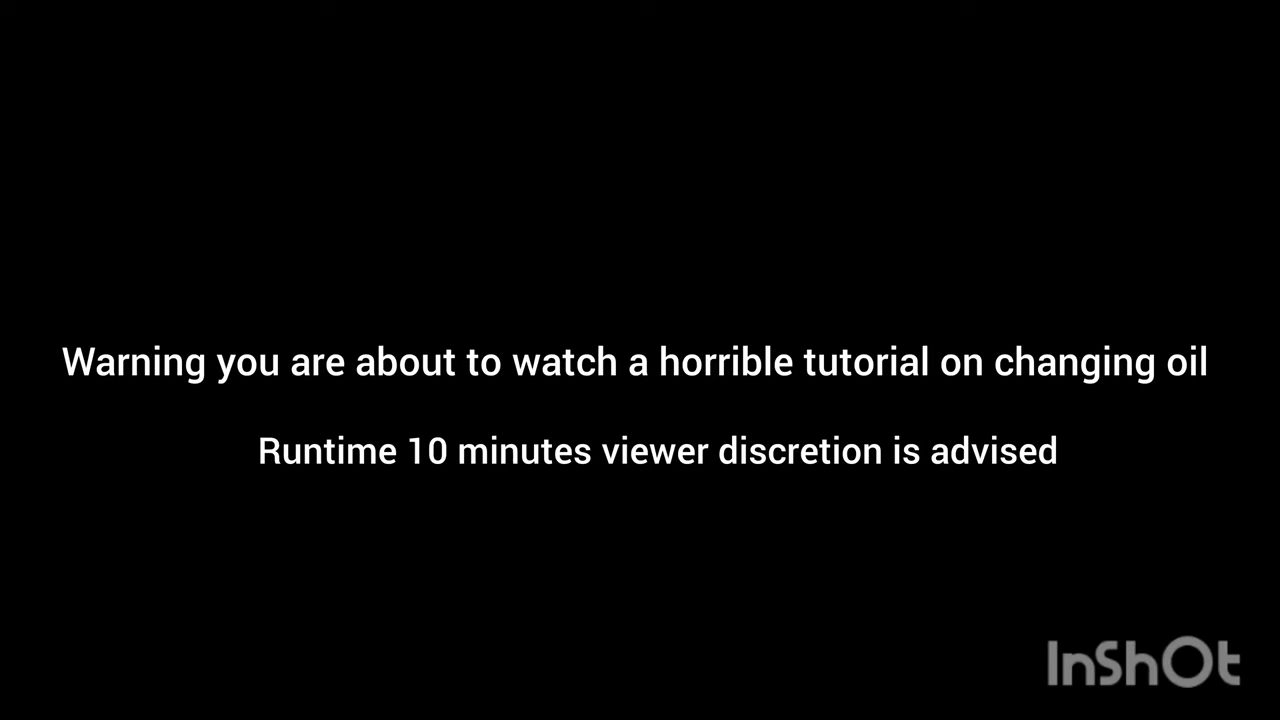 Warning you are about to watch a horrible tutorial on changing oil
Runtime 10 minutes viewer discretion is advised
InShOt